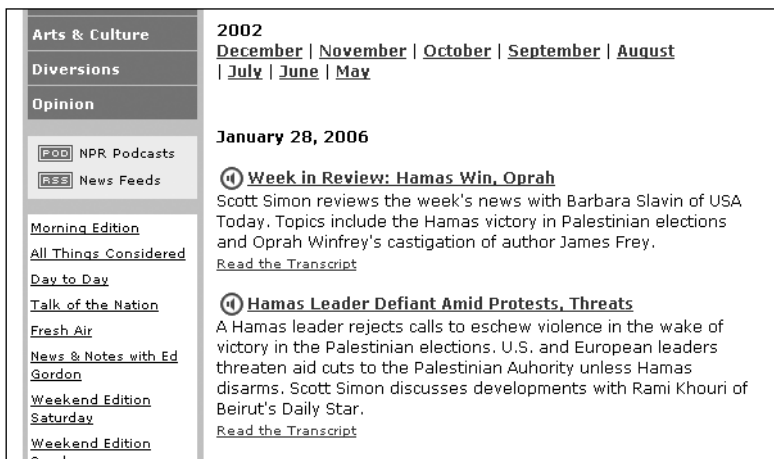 Arts & Culture
Diversions
Opinion
POD NPR Podcasts
RSS News Feeds
Morning Edition
All Things Considered
Day to Day
Talk of the Nation
Fresh Air
News & Notes with Ed
Gordon
Weekend Edition
Saturday
Weekend Edition
2002
December | November | October | September | August
| July | June | May
January 28, 2006
Week in Review: Hamas Win, Oprah
Scott Simon reviews the week's news with Barbara Slavin of USA
Today. Topics include the Hamas victory in Palestinian elections
and Oprah Winfrey's castigation of author James Frey.
Read the Transcript
Hamas Leader Defiant Amid Protests, Threats
A Hamas leader rejects calls to eschew violence in the wake of
victory in the Palestinian elections. U.S. and European leaders
threaten aid cuts to the Palestinian Auhority unless Hamas
disarms. Scott Simon discusses developments with Rami Khouri of
Beirut's Daily Star.
Read the Transcript